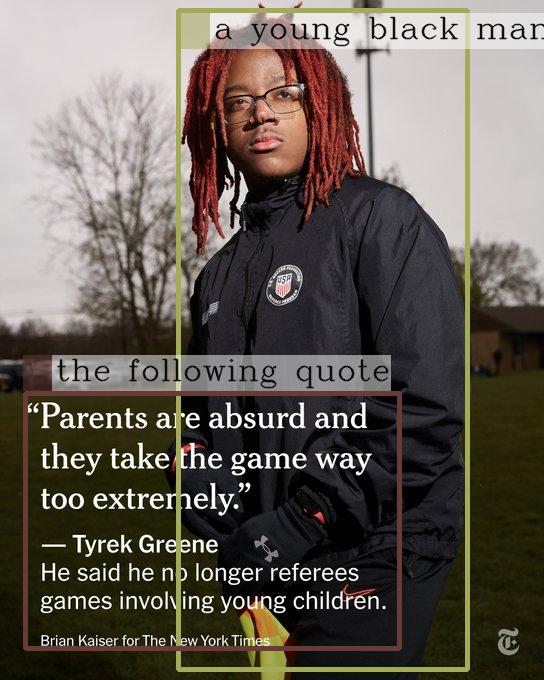 a young black man
USA
the following quote
“Parents are absurd and
they take the game way
too extremely.”
— Tyrek Greene
He said he no longer referees
games involving young children.
Brian Kaiser for The New York Times